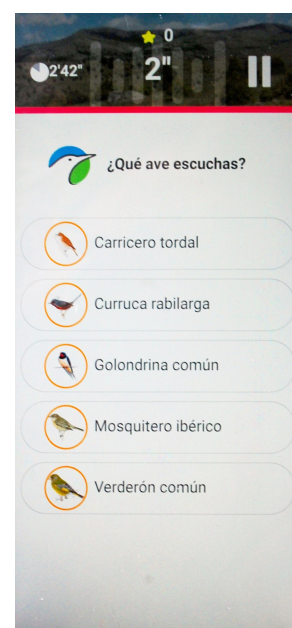 0
2'42"
2"
¿Qué ave escuchas?
Carricero tordal
Curruca rabilarga
Golondrina común
Mosquitero ibérico
Verderón común